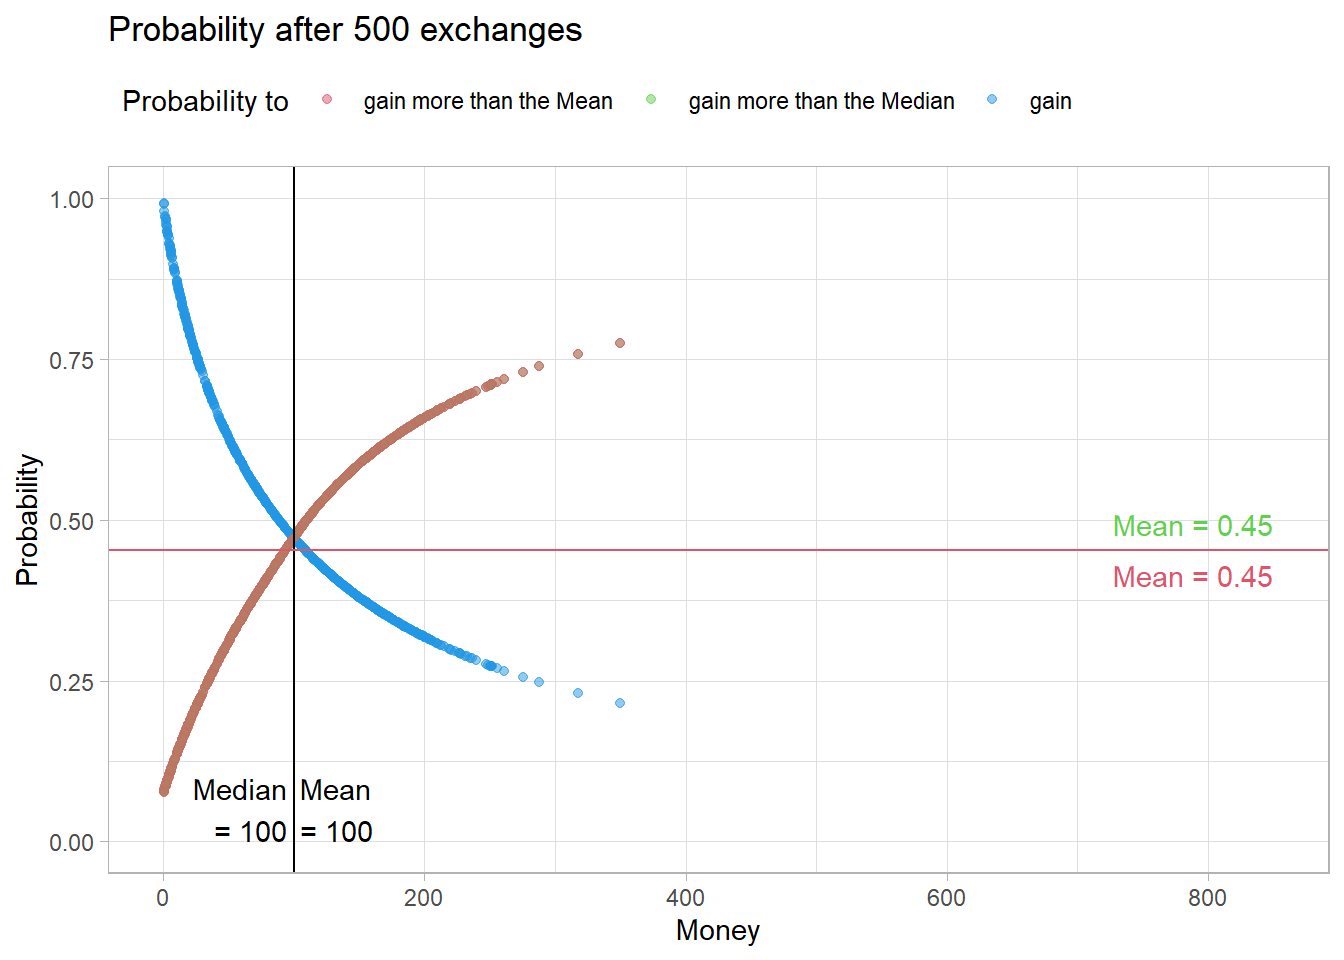 Probability after 500 exchanges
Probability to gain more than the Mean gain more than the Median gain
1.00
0.75
0.50
0.25
0.00
Probability
Mean = 0.45
Mean = 0.45
Median Mean
= 100 = 100
0 200 400 600 800
Money